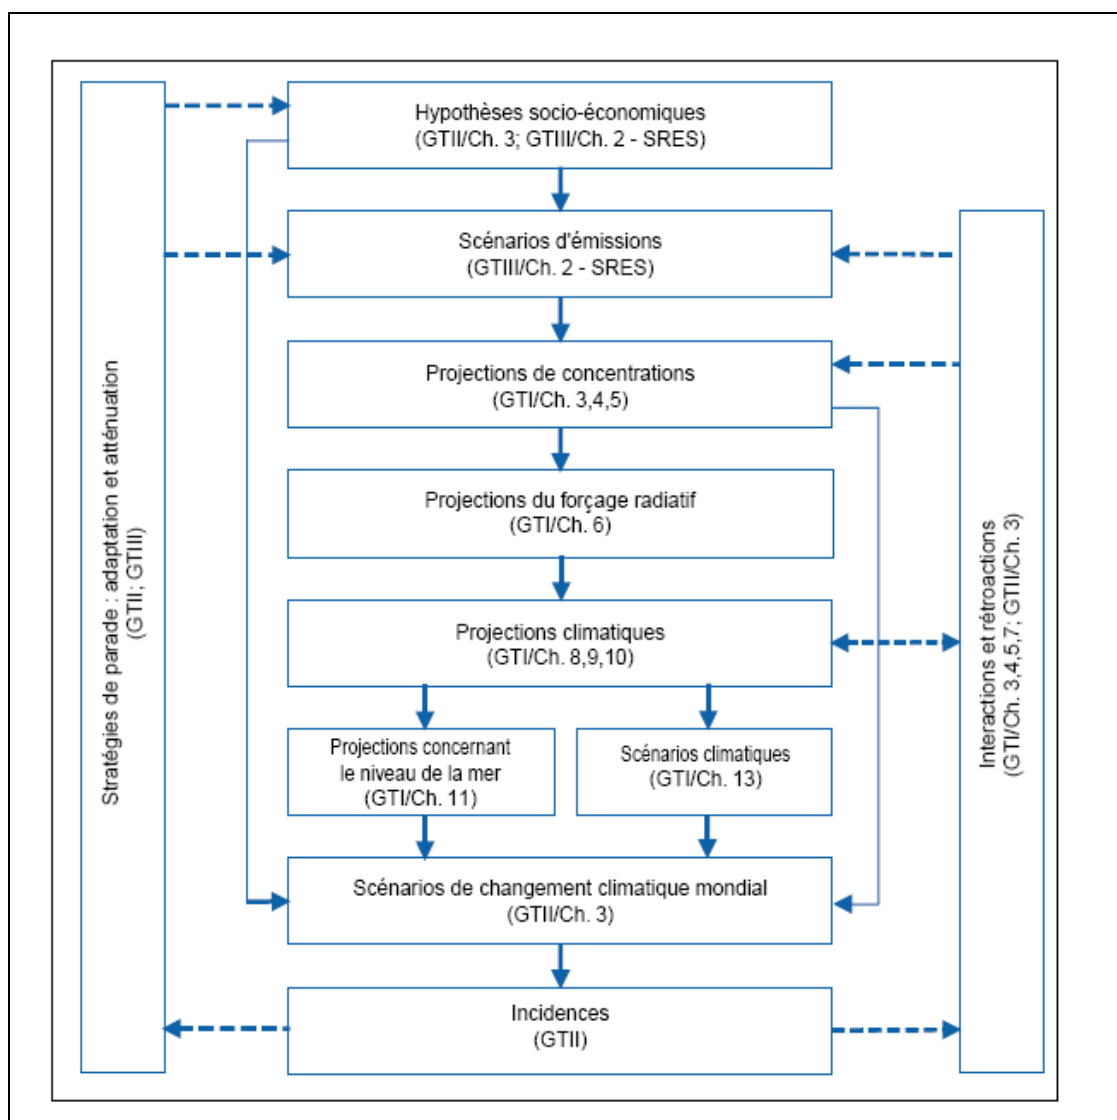 Hypothèses socio-économiques
(GTII/Ch. 3; GTIII/Ch. 2 - SRES)
Scénarios d'émissions
(GTIII/Ch. 2 - SRES)
Projections de concentrations
(GTI/Ch. 3,4,5)
Projections du forçage radiatif
(GTI/Ch. 6)
Projections climatiques
(GTI/Ch. 8,9,10)
Projections concernant
le niveau de la mer
(GTI/Ch. 11)
Scénarios climatiques
(GTI/Ch. 13)
Scénarios de changement climatique mondial
(GTII/Ch. 3)
Incidences
(GTII)
Stratégies de parade : adaptation et atténuation
(GTII; GTIII)
Interactions et rétroactions
(GTI/Ch. 3,4,5,7; GTII/Ch. 3)